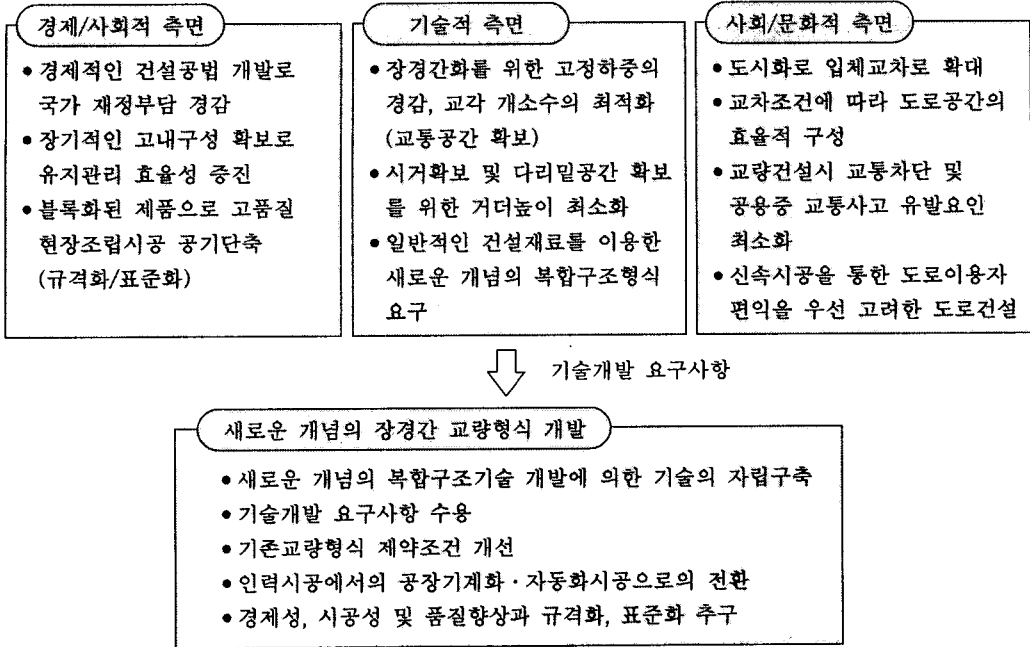 경제/사회적 측면
• 경제적인 건설공법 개발로
국가 재정부담 경감
• 장기적인 고내구성 확보로
유지관리 효율성 증진
• 블록화된 제품으로 고품질
현장조립시공 공기단축
(규격화/표준화)
기술적 측면
• 장경간화를 위한 고정하중의
경감, 교각 개소수의 최적화
(교통공간 확보)
• 시거확보 및 다리밑공간 확보
를 위한 거더높이 최소화
• 일반적인 건설재료를 이용한
새로운 개념의 복합구조형식
요구
사회/문화적 측면
• 도시화로 입체교차로 확대
• 교차조건에 따라 도로공간의
효율적 구성
• 교량건설시 교통차단 및
공용중 교통사고 유발요인
최소화
• 신속시공을 통한 도로이용자
편익을 우선 고려한 도로건설
기술개발 요구사항
새로운 개념의 장경간 교량형식 개발
• 새로운 개념의 복합구조기술 개발에 의한 기술의 자립구축
• 기술개발 요구사항 수용
• 기존교량형식 제약조건 개선
• 인력시공에서의 공장기계화·자동화시공으로의 전환
• 경제성, 시공성 및 품질향상과 규격화, 표준화 추구